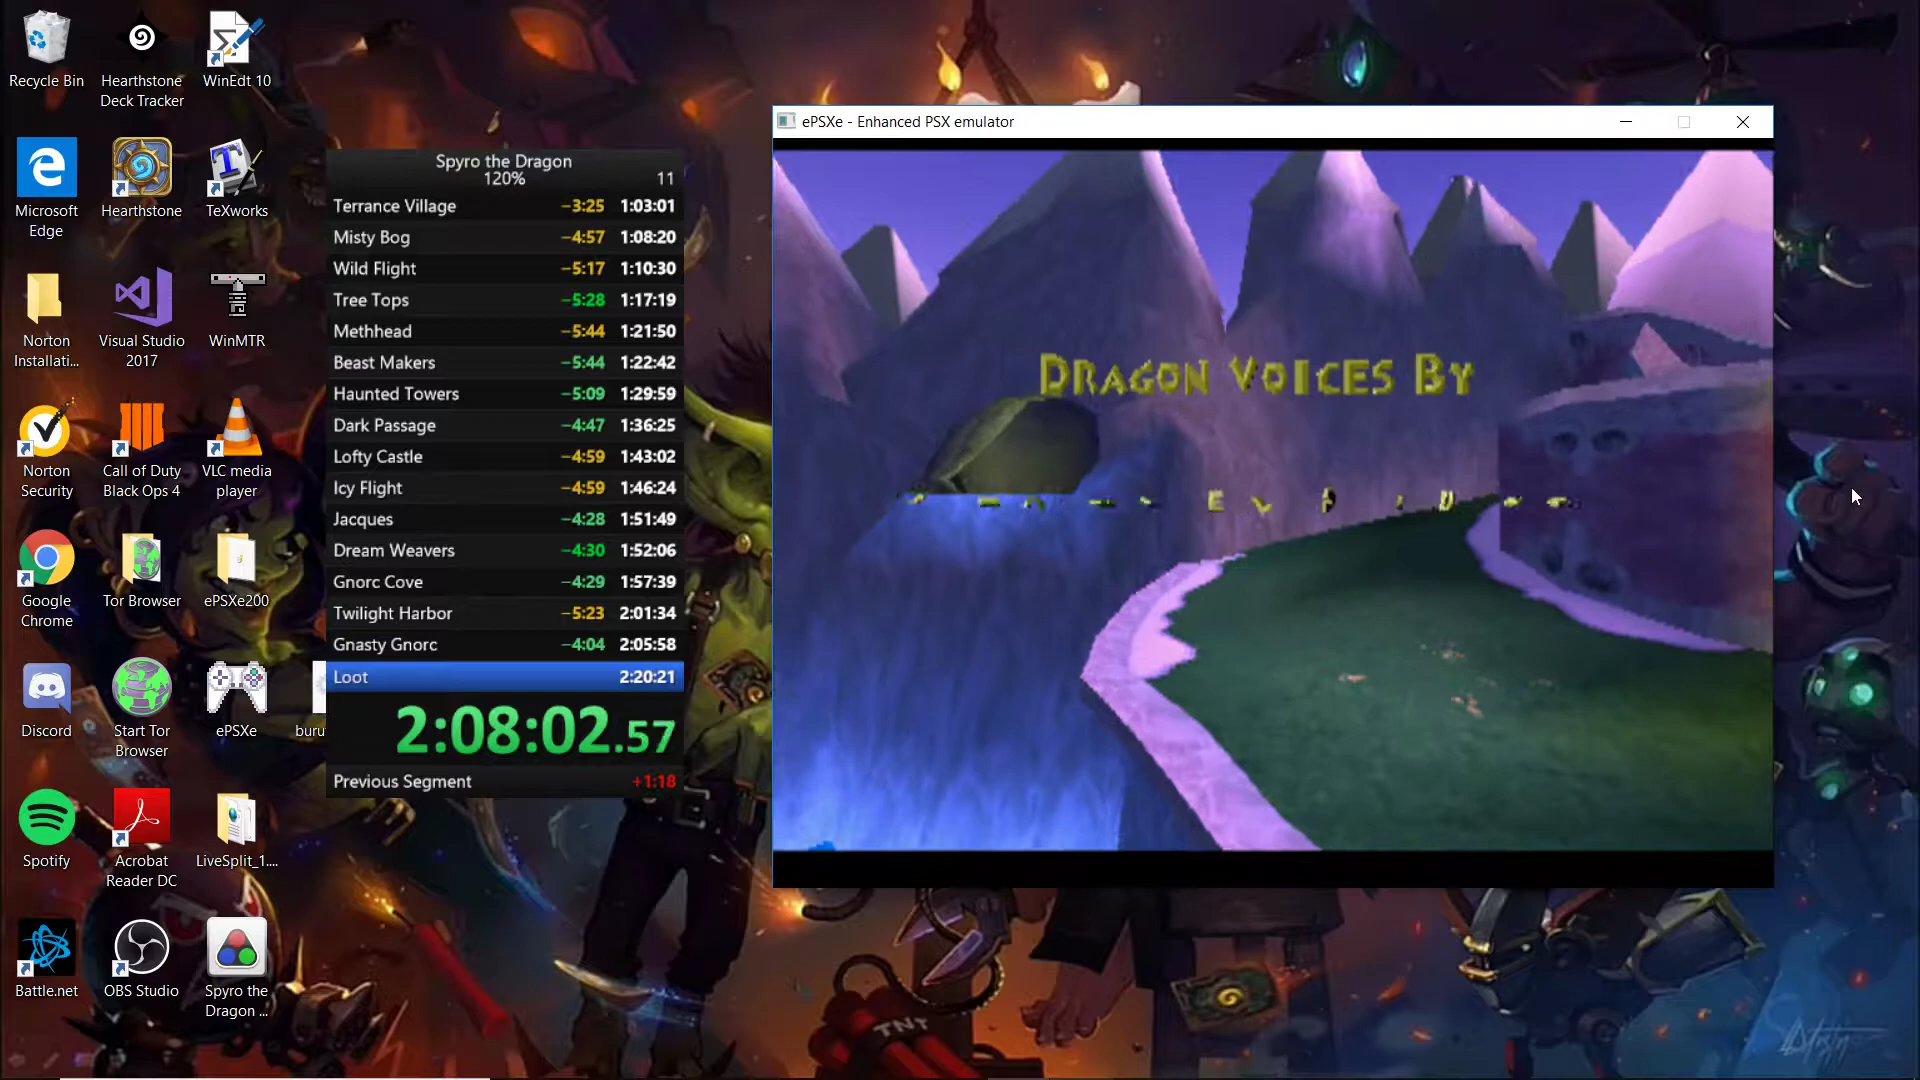 Recycle Bin
Hearthstone
Deck Tracker
WinEdt 10
Microsoft
Edge
Hearthstone
TeXworks
Norton
Installati...
Visual Studio
2017
WinMTR
Norton
Security
Call of Duty
Black Ops 4
VLC media
player
Google
Chrome
Tor Browser
ePSXe200
Discord
Start Tor
Browser
ePSXe
Spotify
Acrobat
Reader DC
LiveSplit_1....
Battle.net
OBS Studio
Spyro the
Dragon ...
Spyro the Dragon
120% 11
Terrance Village −3:25 1:03:01
Misty Bog −4:57 1:08:20
Wild Flight −5:17 1:10:30
Tree Tops −5:28 1:17:19
Methhead −5:44 1:21:50
Beast Makers −5:44 1:22:42
Haunted Towers −5:09 1:29:59
Dark Passage −4:47 1:36:25
Lofty Castle −4:59 1:43:02
Icy Flight −4:59 1:46:24
Jacques −4:28 1:51:49
Dream Weavers −4:30 1:52:06
Gnorc Cove −4:29 1:57:39
Twilight Harbor −5:23 2:01:34
Gnasty Gnorc −4:04 2:05:58
Loot 2:20:21
2:08:02.57
Previous Segment +1:18
ePSXe - Enhanced PSX emulator
DRAGON VOICES BY
TNT